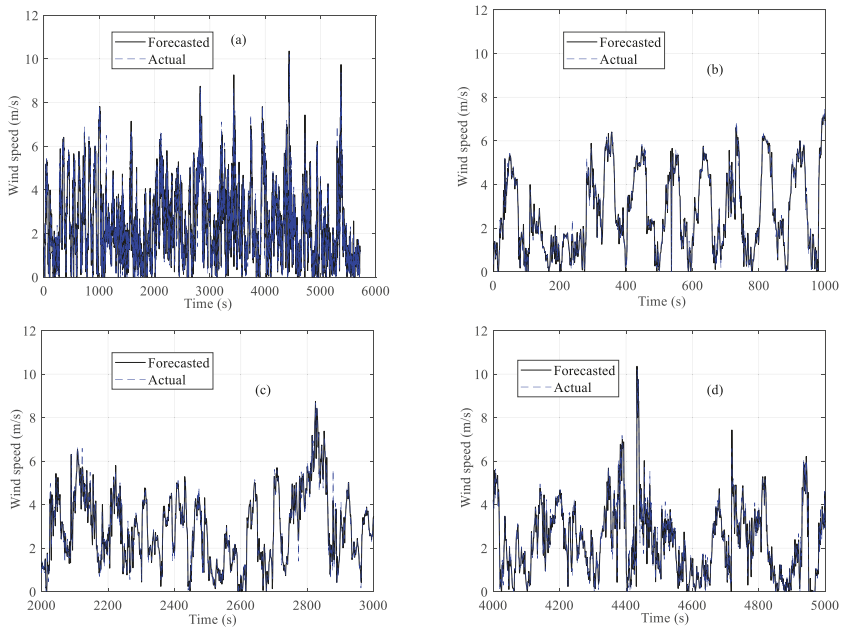 12
10
8
6
4
2
0
Wind speed (m/s)
Forecasted
Actual
(a)
0 1000 2000 3000 4000 5000 6000
Time (s)
12
10
8
6
4
2
0
Wind speed (m/s)
Forecasted
Actual
(b)
0 200 400 600 800 1000
Time (s)
12
10
8
6
4
2
0
Wind speed (m/s)
Forecasted
Actual
(c)
2000 2200 2400 2600 2800 3000
Time (s)
12
10
8
6
4
2
0
Wind speed (m/s)
Forecasted
Actual
(d)
4000 4200 4400 4600 4800 5000
Time (s)